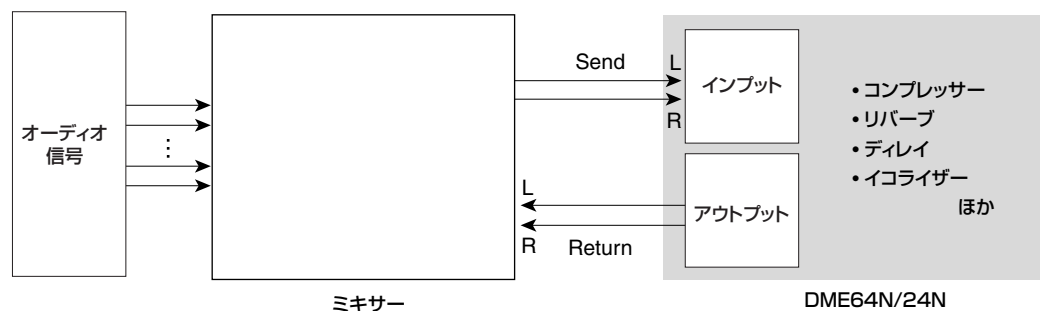 オーディオ
信号
⋮
ミキサー
Send
L
R
インプット
L
R
Return
アウトプット
• コンプレッサー
• リバーブ
• ディレイ
• イコライザー
ほか
DME64N/24N